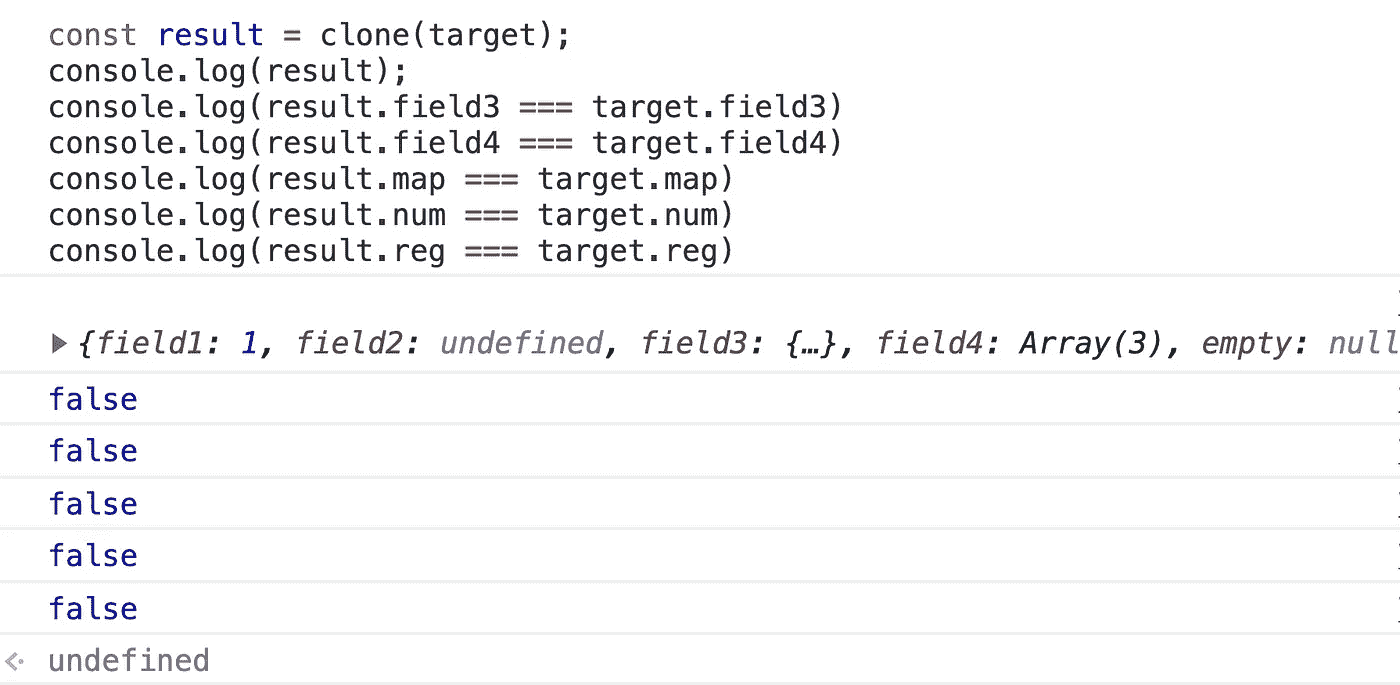 const result = clone(target);
console.log(result);
console.log(result.field3 === target.field3)
console.log(result.field4 === target.field4)
console.log(result.map === target.map)
console.log(result.num === target.num)
console.log(result.reg === target.reg)
{field1: 1, field2: undefined, field3: {…}, field4: Array(3), empty: null
false
false
false
false
false
undefined